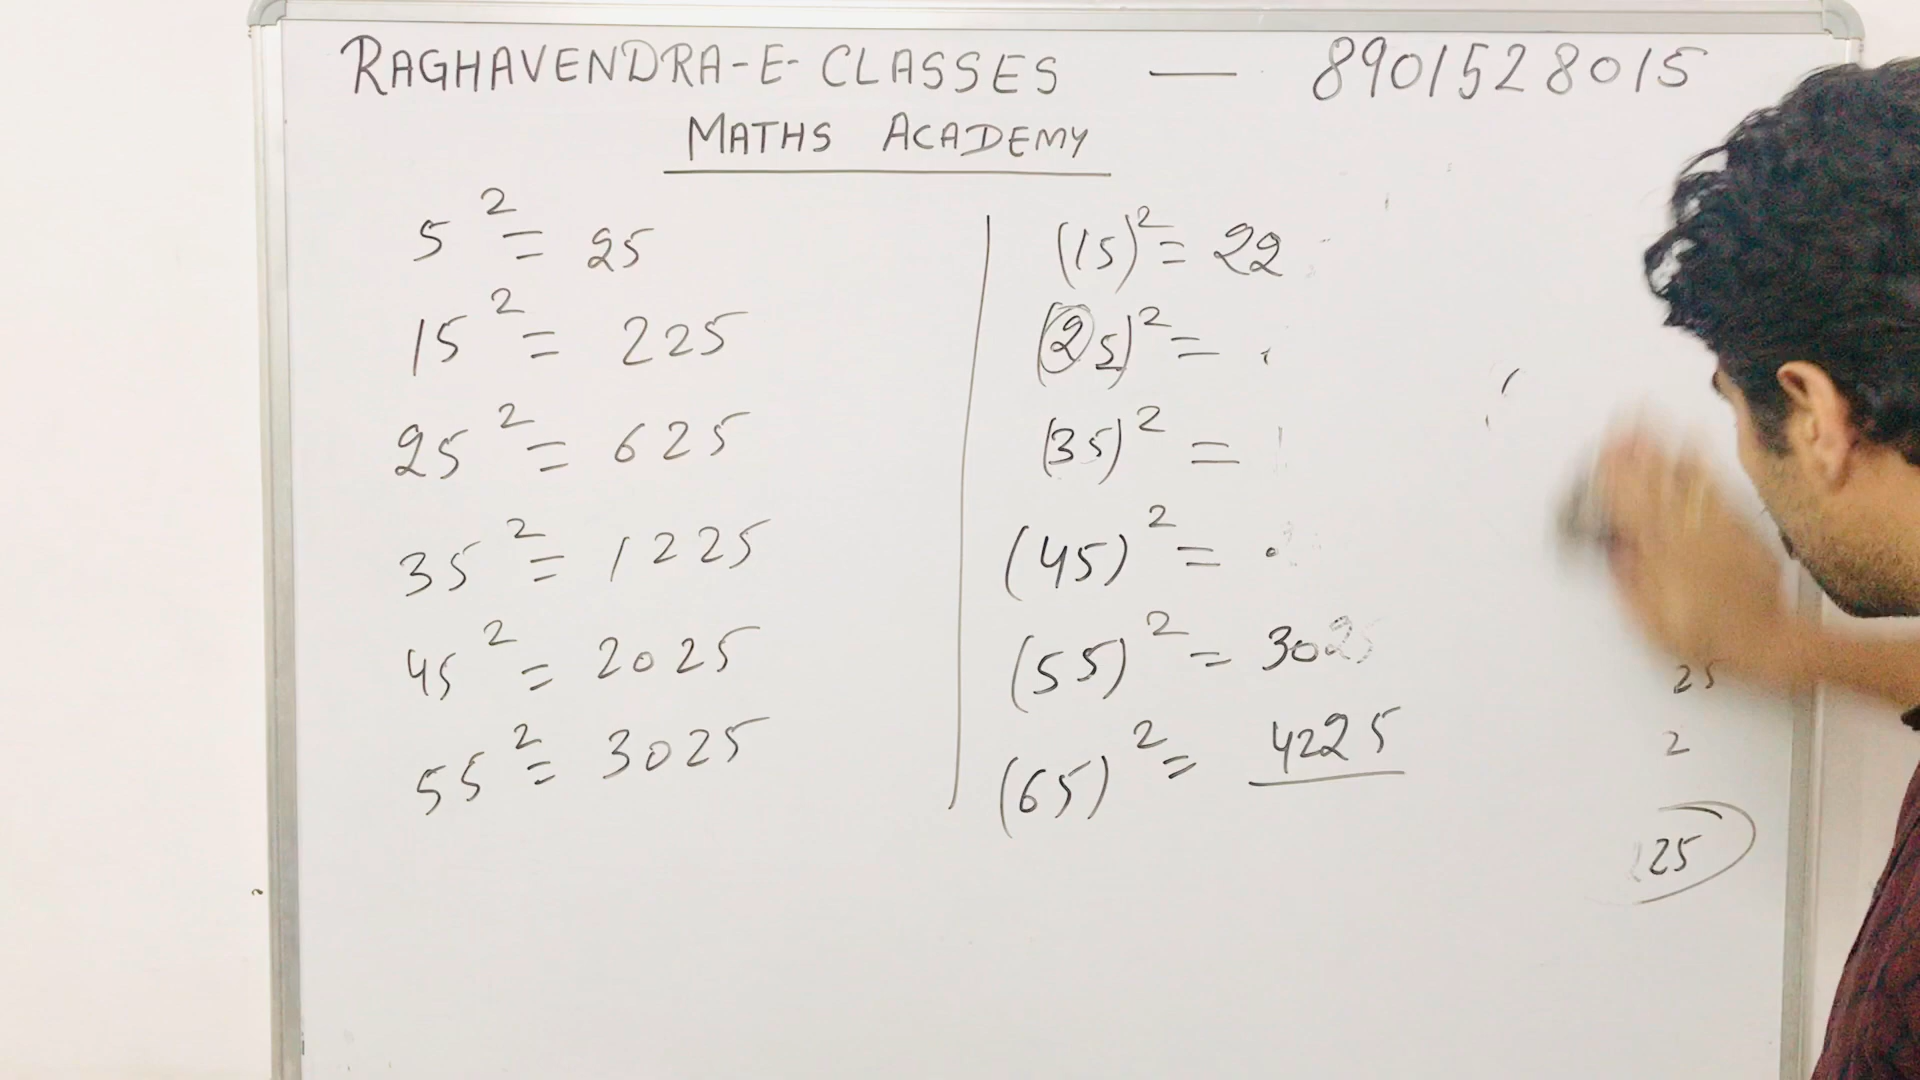 RAGHAVENDRA-E-CLASSES — 8901528015
MATHS ACADEMY
5² = 25
15² = 225
25² = 625
35² = 1225
45² = 2025
55² = 3025
(15)² = 22
(25)² =
(35)² =
(45)² =
(55)² = 3025
(65)² = 4225
25
2
25